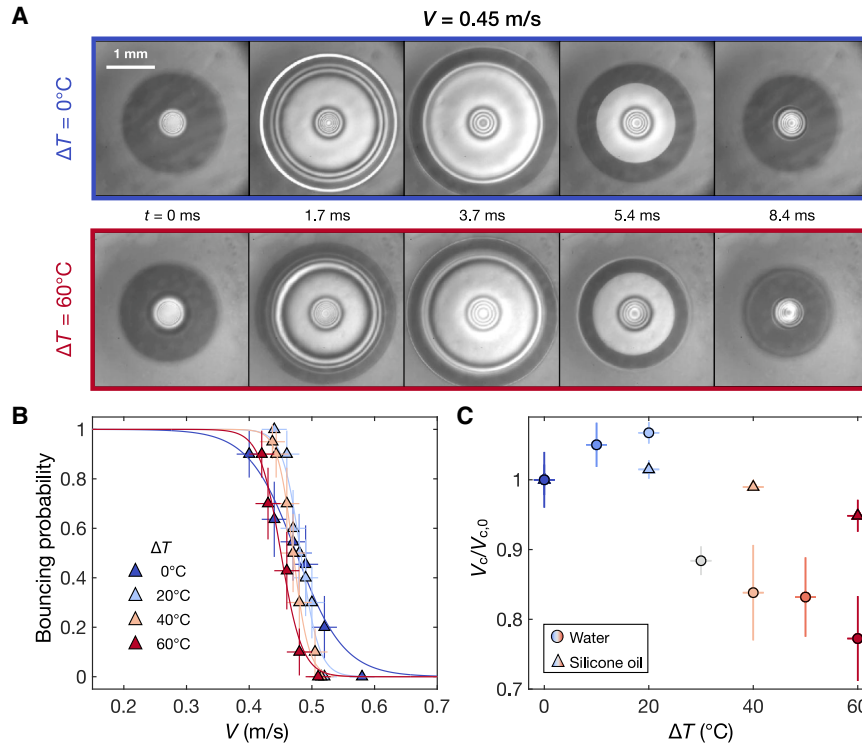 A
V = 0.45 m/s
ΔT = 0°C
1 mm
t = 0 ms
1.7 ms
3.7 ms
5.4 ms
8.4 ms
ΔT = 60°C
B
Bouncing probability
1
0.8
0.6
0.4
0.2
0
ΔT
0°C
20°C
40°C
60°C
0.2
0.3
0.4
0.5
0.6
0.7
V (m/s)
C
Vc/Vc,0
1
0.9
0.8
0.7
Water
Silicone oil
0
20
40
60
ΔT (°C)